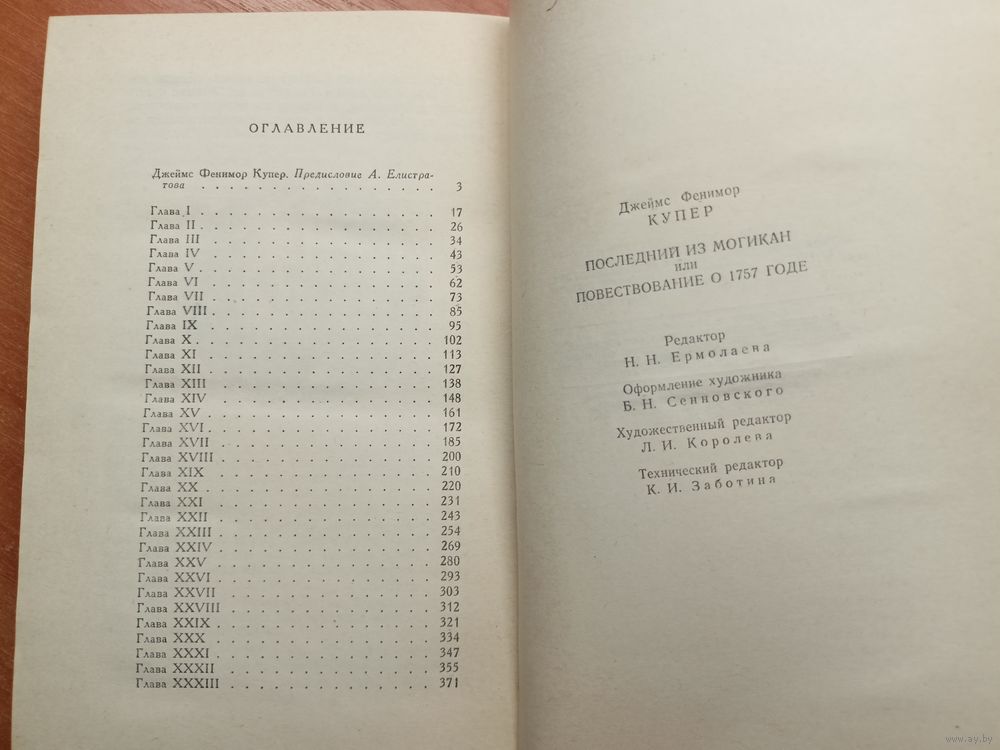 ОГЛАВЛЕНИЕ
Джеймс Фенимор Купер. Предисловие А. Елистра-
това . . . . . . . . . . . . . . . . . 3
Глава I . . . . . . . . . . . . . . . . . 17
Глава II . . . . . . . . . . . . . . . . . 26
Глава III . . . . . . . . . . . . . . . . 34
Глава IV . . . . . . . . . . . . . . . . 43
Глава V . . . . . . . . . . . . . . . . . 53
Глава VI . . . . . . . . . . . . . . . . 62
Глава VII . . . . . . . . . . . . . . . . 73
Глава VIII . . . . . . . . . . . . . . . 85
Глава IX . . . . . . . . . . . . . . . . 95
Глава X . . . . . . . . . . . . . . . . . 102
Глава XI . . . . . . . . . . . . . . . . 113
Глава XII . . . . . . . . . . . . . . . . 127
Глава XIII . . . . . . . . . . . . . . . 138
Глава XIV . . . . . . . . . . . . . . . 148
Глава XV . . . . . . . . . . . . . . . . 161
Глава XVI . . . . . . . . . . . . . . . 172
Глава XVII . . . . . . . . . . . . . . . 185
Глава XVIII . . . . . . . . . . . . . . 200
Глава XIX . . . . . . . . . . . . . . . 210
Глава XX . . . . . . . . . . . . . . . . 220
Глава XXI . . . . . . . . . . . . . . . 231
Глава XXII . . . . . . . . . . . . . . . 243
Глава XXIII . . . . . . . . . . . . . . 254
Глава XXIV . . . . . . . . . . . . . . 269
Глава XXV . . . . . . . . . . . . . . . 280
Глава XXVI . . . . . . . . . . . . . . 293
Глава XXVII . . . . . . . . . . . . . . 303
Глава XXVIII . . . . . . . . . . . . . 312
Глава XXIX . . . . . . . . . . . . . . 321
Глава XXX . . . . . . . . . . . . . . . 334
Глава XXXI . . . . . . . . . . . . . . 347
Глава XXXII . . . . . . . . . . . . . . 355
Глава XXXIII . . . . . . . . . . . . . 371
Джеймс Фенимор
КУПЕР
ПОСЛЕДНИЙ ИЗ МОГИКАН
или
ПОВЕСТВОВАНИЕ О 1757 ГОДЕ
Редактор
Н. Н. Ермолаева
Оформление художника
Б. Н. Сенновского
Художественный редактор
Л. И. Королева
Технический редактор
К. И. Заботина
www.ay.by